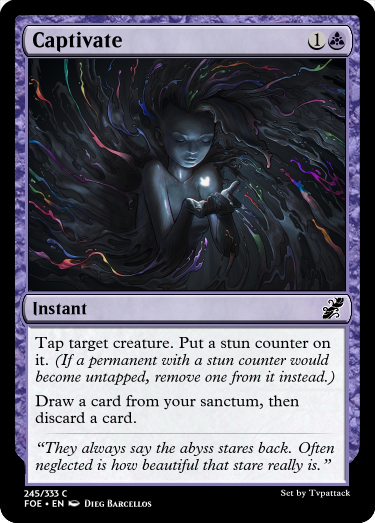 Captivate 1
Instant
Tap target creature. Put a stun counter on
it. (If a permanent with a stun counter would
become untapped, remove one from it instead.)
Draw a card from your sanctum, then
discard a card.
“They always say the abyss stares back. Often
neglected is how beautiful that stare really is.”
245/333 C
FOE • EN Dieg Barcellos
Set by Tvpattack